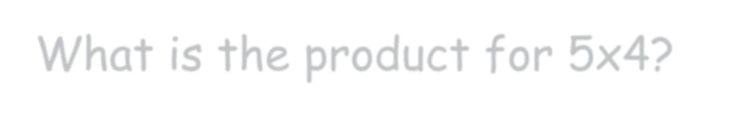 What is the product for 5x4?